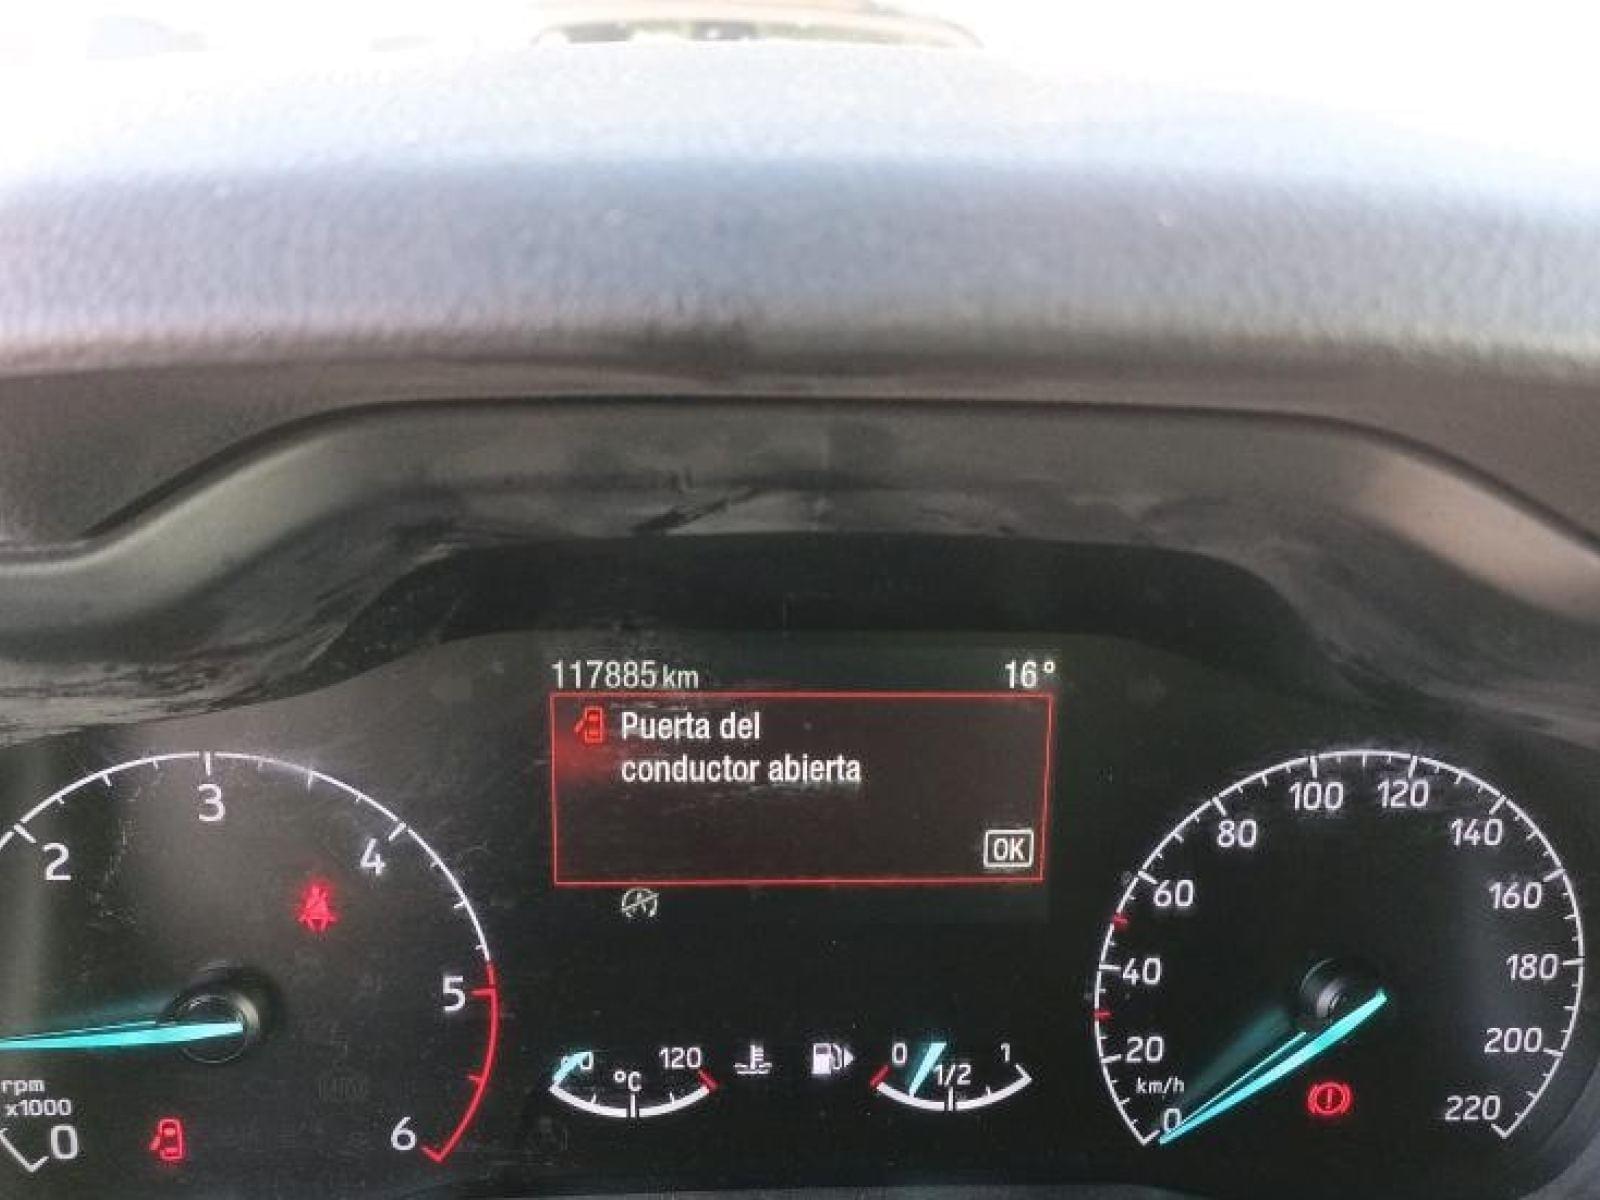 117885 km 16°
Puerta del
conductor abierta
OK
2 3 4 5 6
rpm
x1000
0
0 °C 120
0 1/2 1
0 20 40 60 80 100 120 140 160 180 200 220
km/h